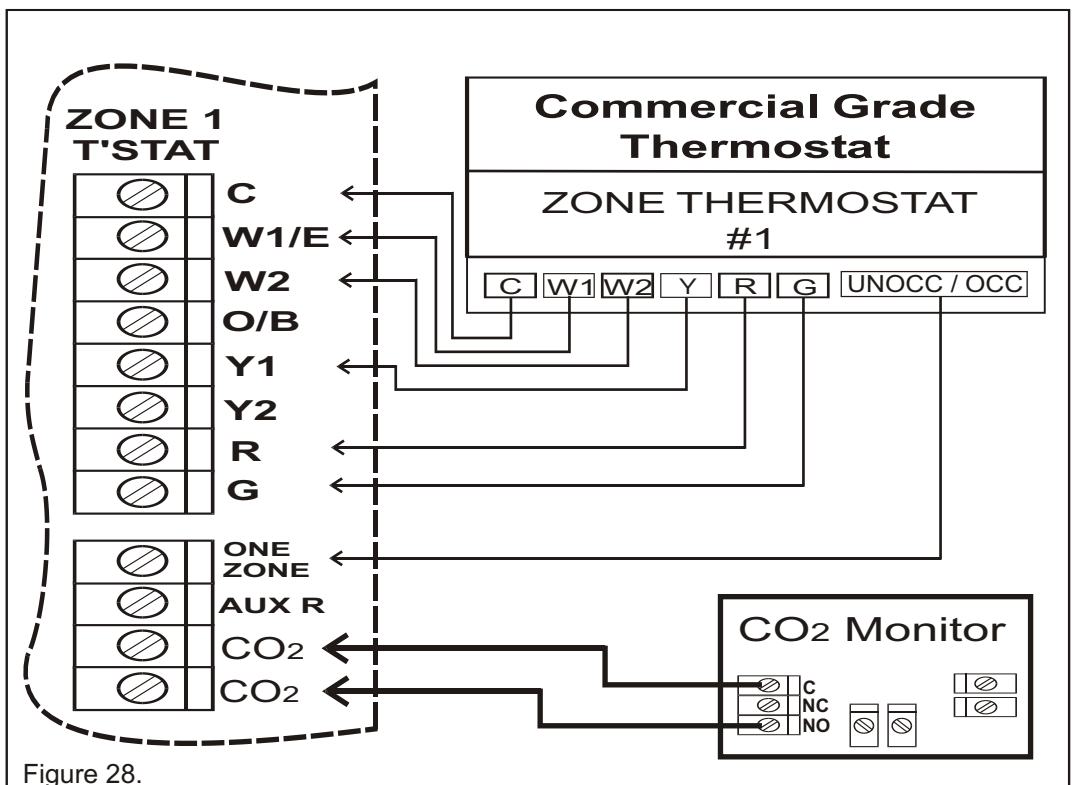 ZONE 1
T'STAT
C
W1/E
W2
O/B
Y1
Y2
R
G
ONE
ZONE
AUX R
CO2
CO2
Commercial Grade
Thermostat
ZONE THERMOSTAT
#1
C W1 W2 Y R G UNOCC / OCC
CO2 Monitor
C
NC
NO
Figure 28.